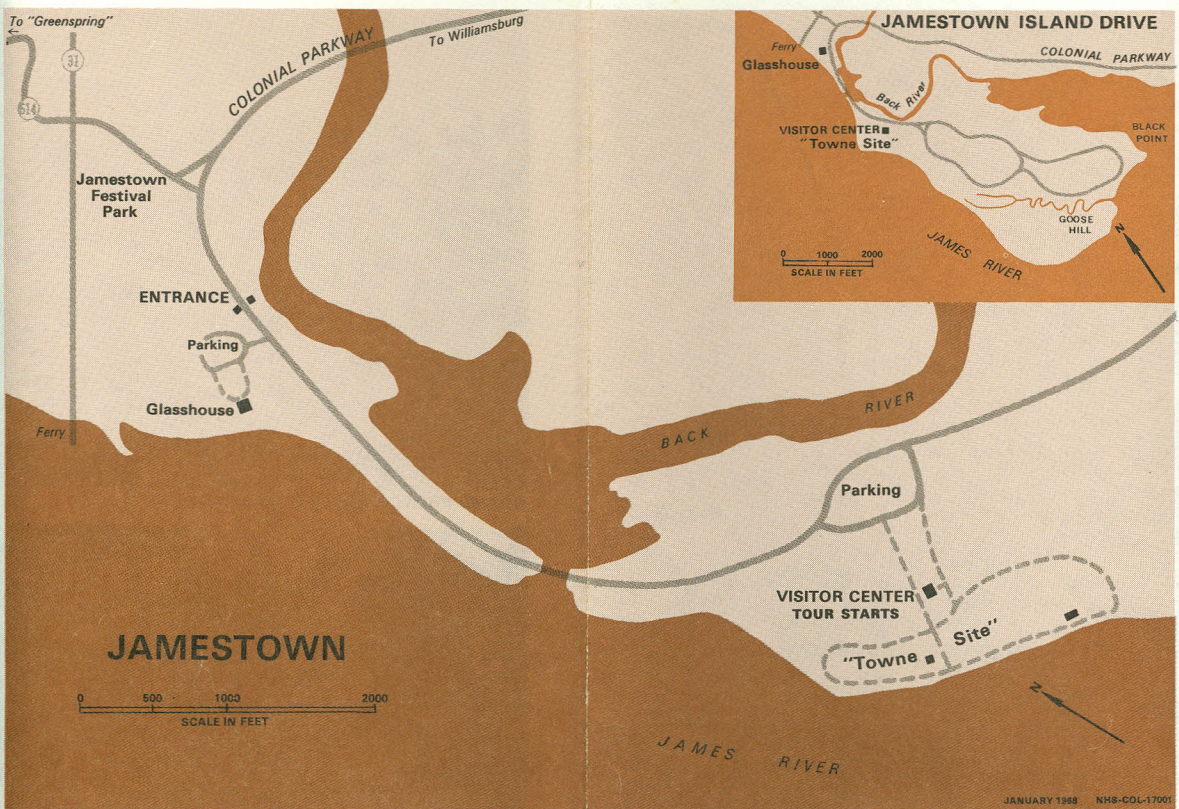 To "Greenspring"
31
614
COLONIAL PARKWAY
To Williamsburg
Jamestown
Festival
Park
ENTRANCE
Parking
Glasshouse
Ferry
BACK RIVER
Parking
VISITOR CENTER
TOUR STARTS
"Towne Site"
JAMESTOWN
0 500 1000 2000
SCALE IN FEET
N
JAMES RIVER
JANUARY 1968 NHS-COL-17001
JAMESTOWN ISLAND DRIVE
Ferry
Glasshouse
COLONIAL PARKWAY
Back River
VISITOR CENTER
"Towne Site"
BLACK
POINT
GOOSE
HILL
JAMES RIVER
N
0 1000 2000
SCALE IN FEET